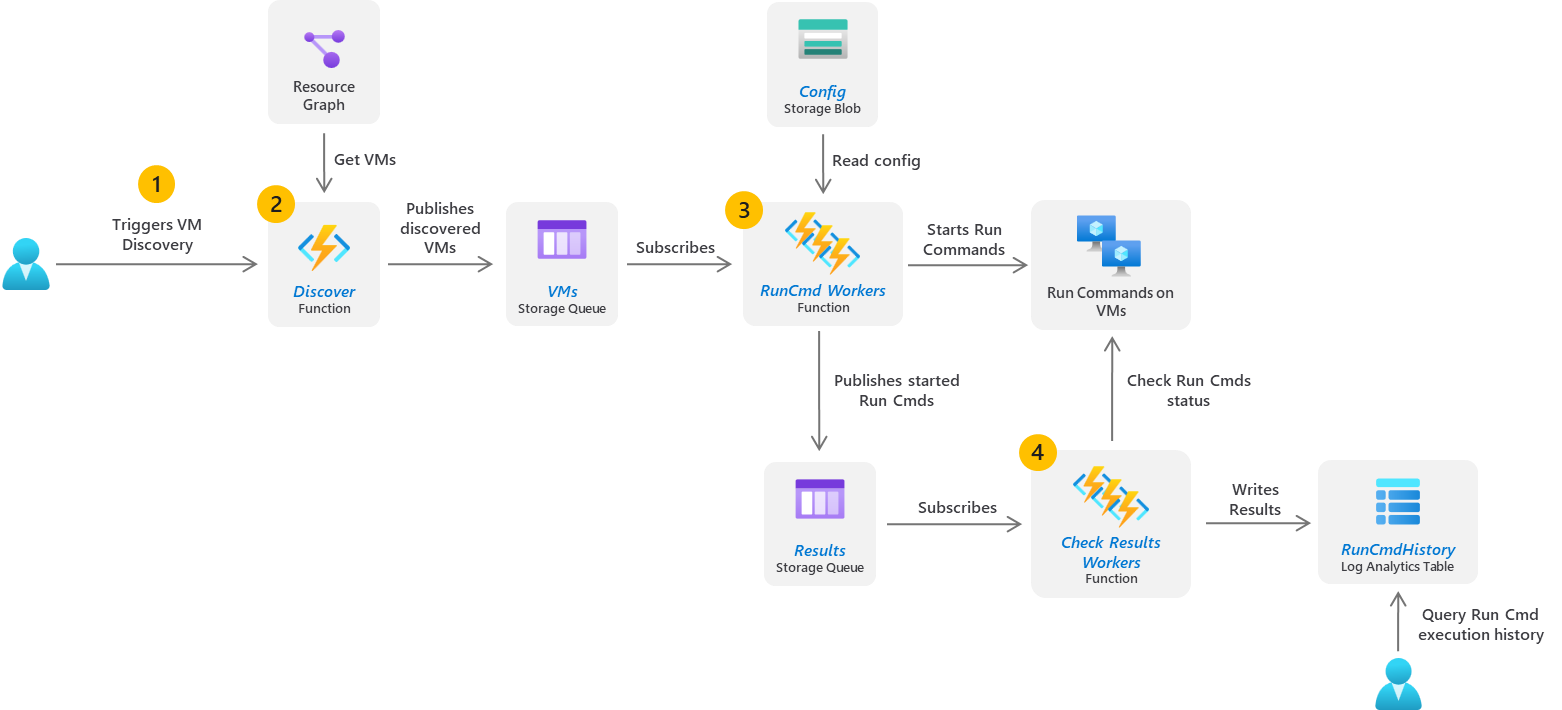 Resource
Graph
Get VMs
Config
Storage Blob
Read config
1
Triggers VM
Discovery
2
Discover
Function
Publishes
discovered
VMs
VMs
Storage Queue
Subscribes
3
RunCmd Workers
Function
Starts Run
Commands
Run Commands on
VMs
Publishes started
Run Cmds
Check Run Cmds
status
Results
Storage Queue
Subscribes
4
Check Results
Workers
Function
Writes
Results
RunCmdHistory
Log Analytics Table
Query Run Cmd
execution history